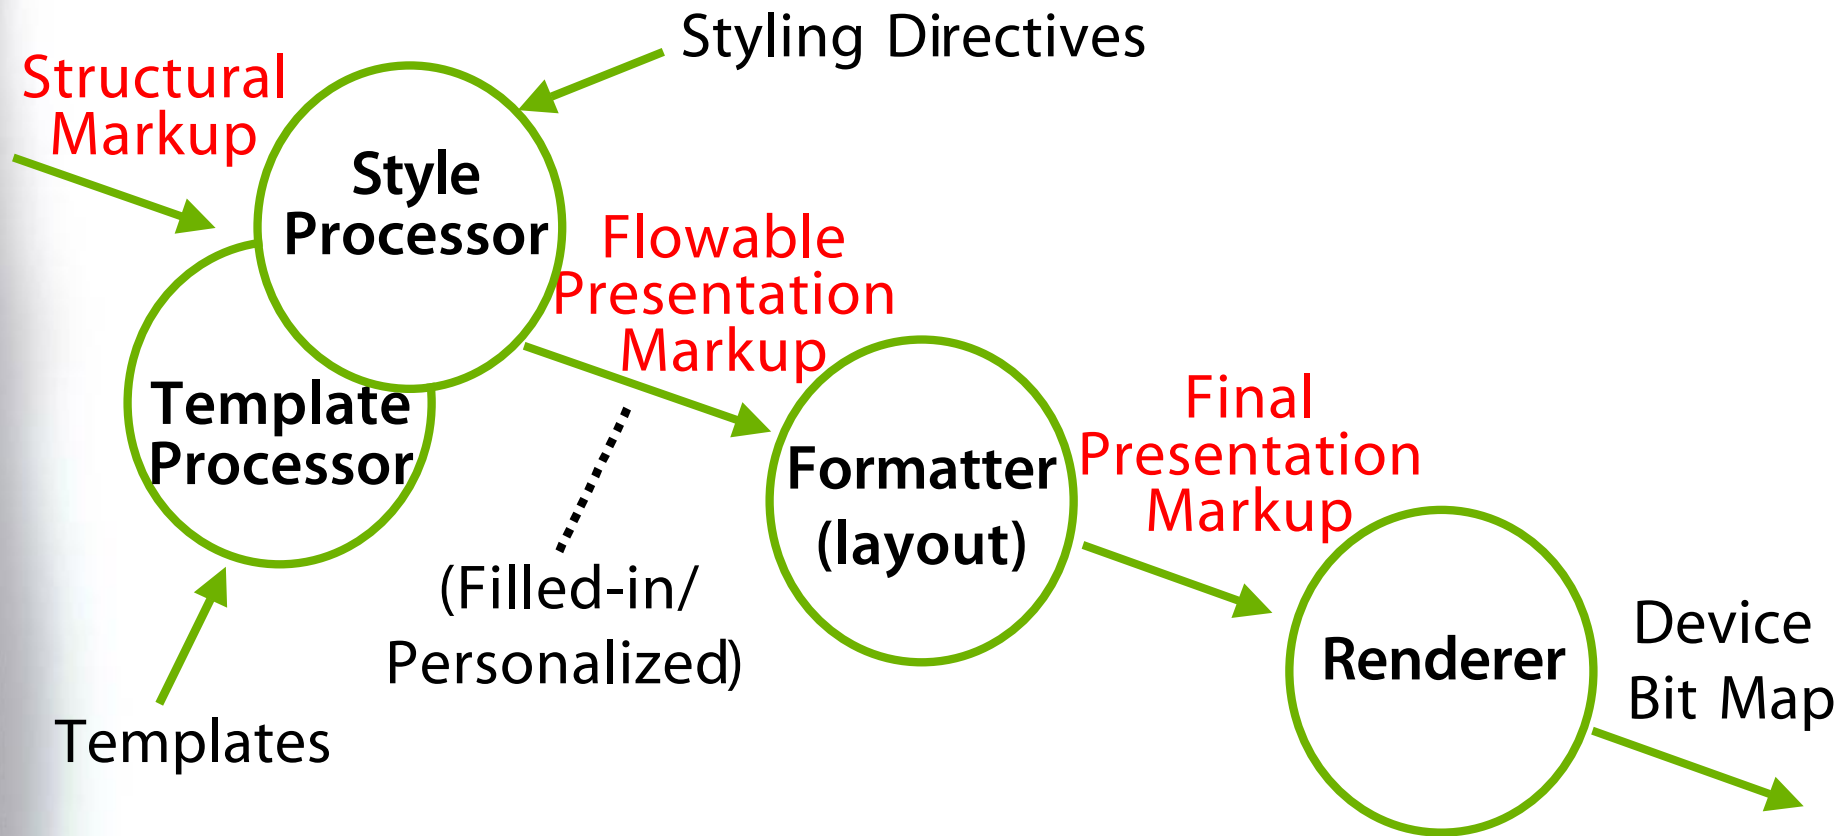 Styling Directives
Structural
Markup
Style
Processor
Flowable
Presentation
Markup
Template
Processor
Final
Presentation
Markup
Formatter
(layout)
(Filled-in/
Personalized)
Device
Bit Map
Renderer
Templates